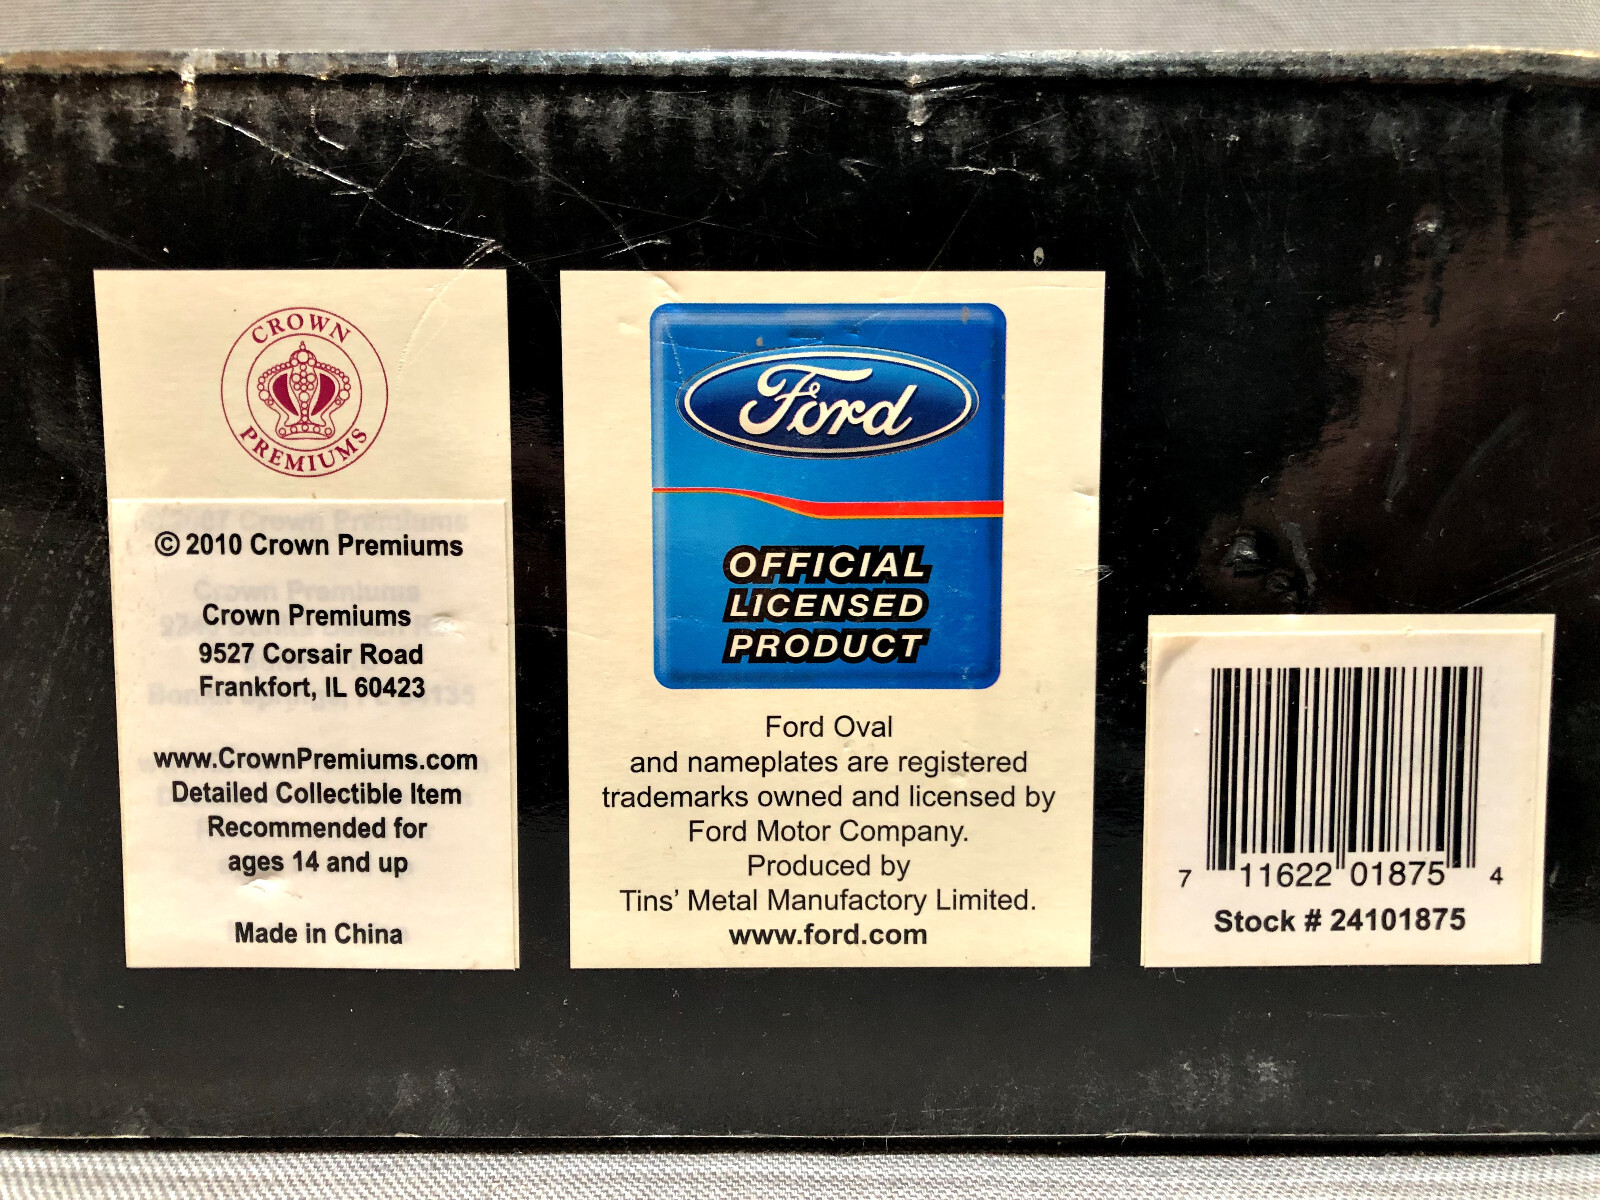 CROWN
PREMIUMS
© 2010 Crown Premiums
Crown Premiums
9527 Corsair Road
Frankfort, IL 60423
www.CrownPremiums.com
Detailed Collectible Item
Recommended for
ages 14 and up
Made in China
Ford
OFFICIAL
LICENSED
PRODUCT
Ford Oval
and nameplates are registered
trademarks owned and licensed by
Ford Motor Company.
Produced by
Tins' Metal Manufactory Limited.
www.ford.com
7 11622 01875 4
Stock # 24101875